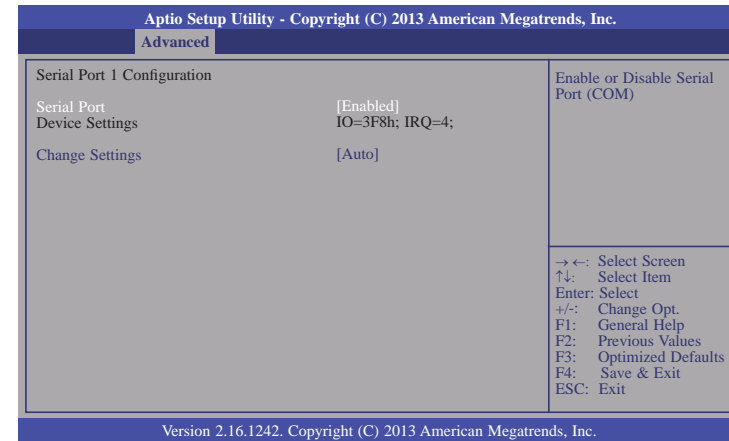 Aptio Setup Utility - Copyright (C) 2013 American Megatrends, Inc.
Advanced
Serial Port 1 Configuration
Serial Port [Enabled]
Device Settings IO=3F8h; IRQ=4;
Change Settings [Auto]
Enable or Disable Serial
Port (COM)
→ ←: Select Screen
↑↓: Select Item
Enter: Select
+/-: Change Opt.
F1: General Help
F2: Previous Values
F3: Optimized Defaults
F4: Save & Exit
ESC: Exit
Version 2.16.1242. Copyright (C) 2013 American Megatrends, Inc.